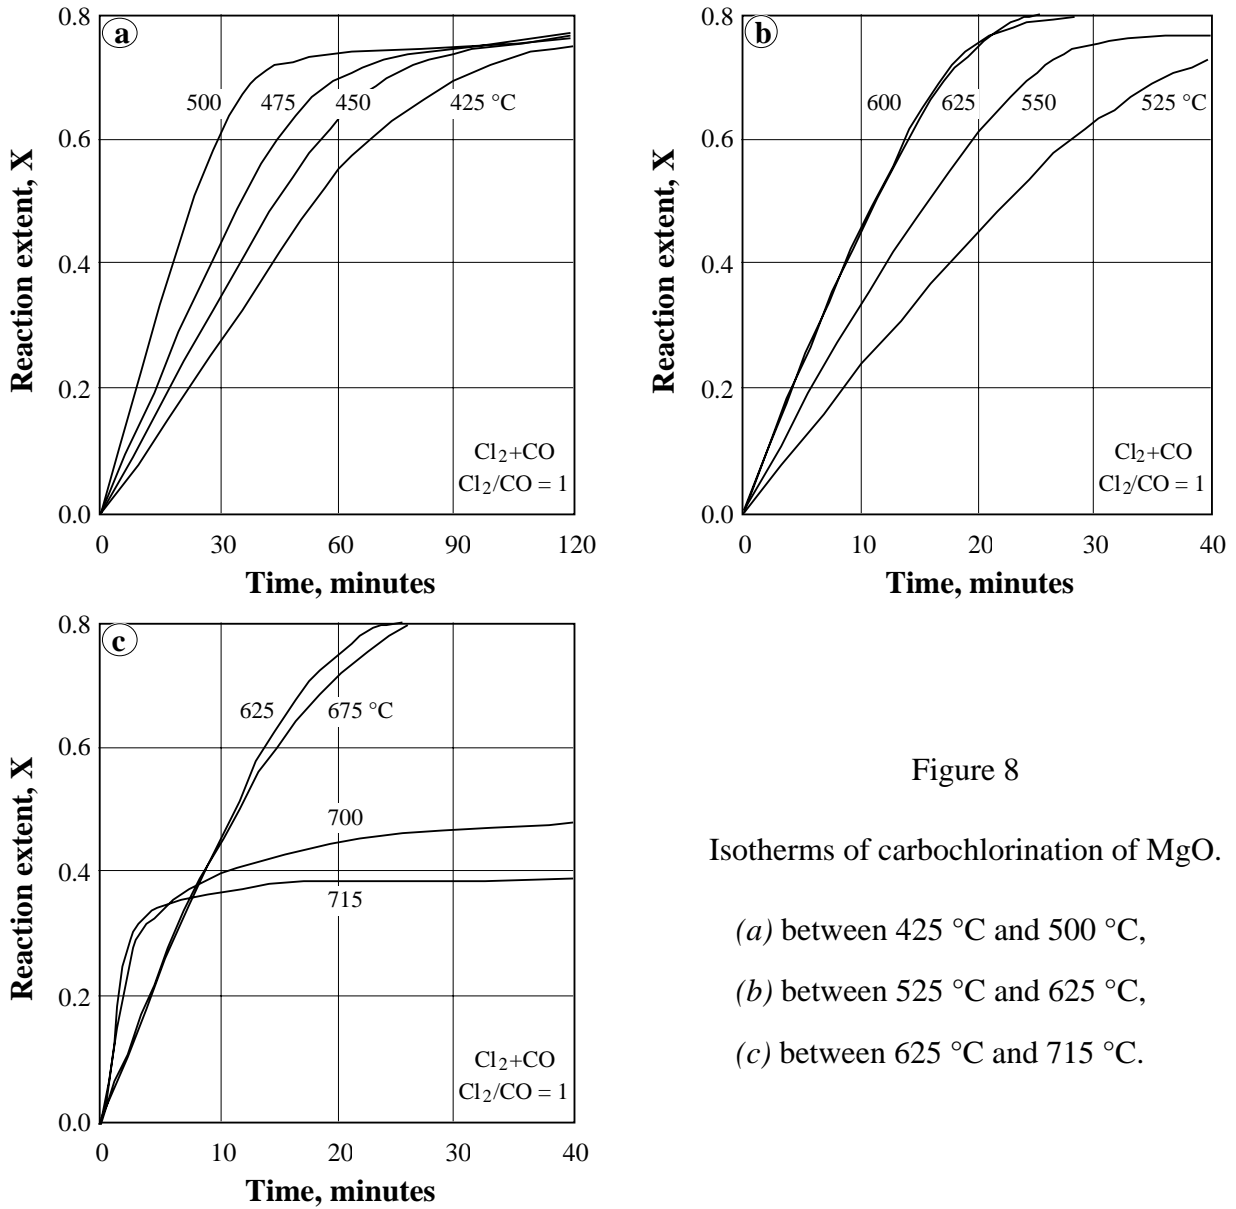 a
0.8
0.6
0.4
0.2
0.0
Reaction extent, X
500
475
450
425 °C
Cl2+CO
Cl2/CO = 1
0 30 60 90 120
Time, minutes
b
0.8
0.6
0.4
0.2
0.0
Reaction extent, X
600
625
550
525 °C
Cl2+CO
Cl2/CO = 1
0 10 20 30 40
Time, minutes
c
0.8
0.6
0.4
0.2
0.0
Reaction extent, X
625
675 °C
700
715
Cl2+CO
Cl2/CO = 1
0 10 20 30 40
Time, minutes
Figure 8
Isotherms of carbochlorination of MgO.
(a) between 425 °C and 500 °C,
(b) between 525 °C and 625 °C,
(c) between 625 °C and 715 °C.